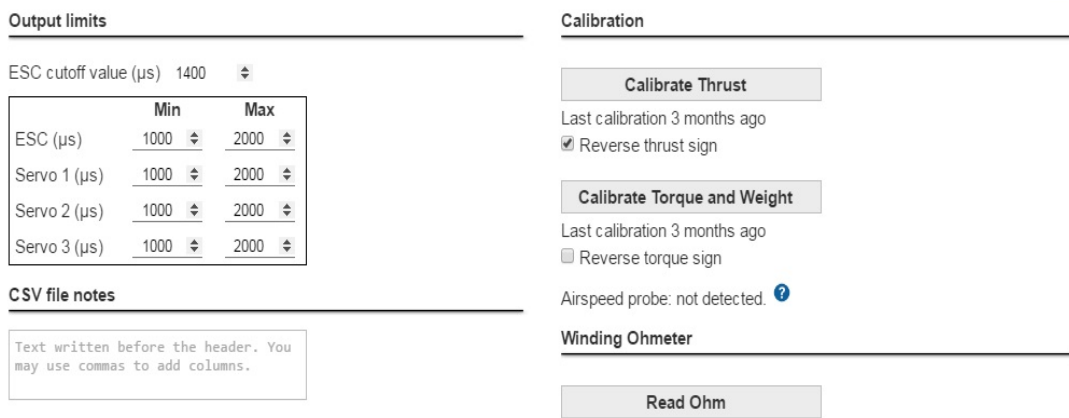 Output limits
ESC cutoff value (µs) 1400
Min Max
ESC (µs) 1000 2000
Servo 1 (µs) 1000 2000
Servo 2 (µs) 1000 2000
Servo 3 (µs) 1000 2000
CSV file notes
Text written before the header. You
may use commas to add columns.
Calibration
Calibrate Thrust
Last calibration 3 months ago
Reverse thrust sign
Calibrate Torque and Weight
Last calibration 3 months ago
Reverse torque sign
Airspeed probe: not detected. ?
Winding Ohmeter
Read Ohm